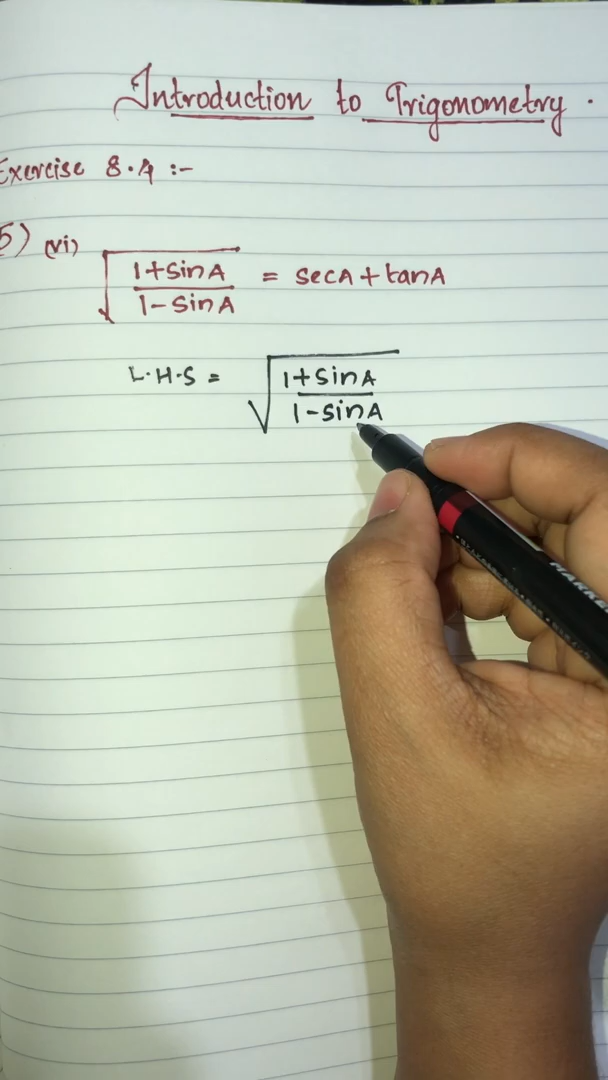 Introduction to Trigonometry.
Exercise 8.4 :-
5) (vi) √(1+sinA / 1-sinA) = secA + tanA
L.H.S = √(1+sinA / 1-sinA)